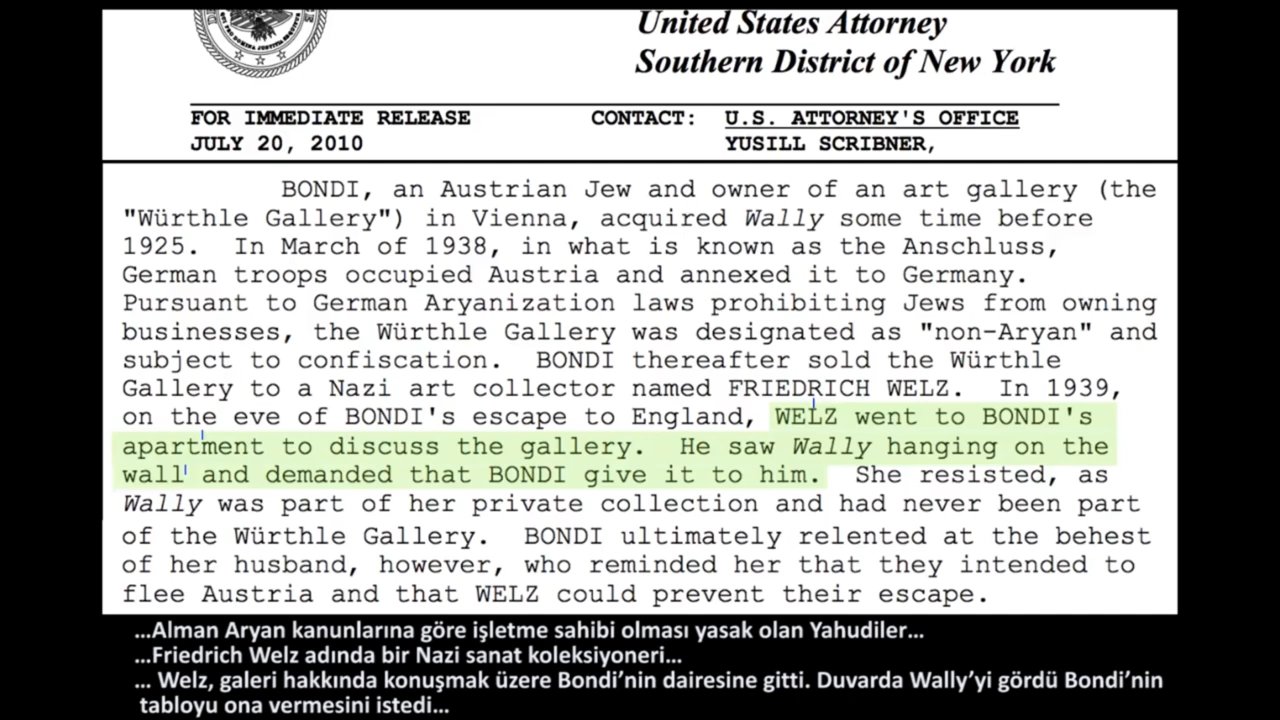 United States Attorney
Southern District of New York
FOR IMMEDIATE RELEASE CONTACT: U.S. ATTORNEY'S OFFICE
JULY 20, 2010 YUSILL SCRIBNER,
BONDI, an Austrian Jew and owner of an art gallery (the
"Würthle Gallery") in Vienna, acquired Wally some time before
1925. In March of 1938, in what is known as the Anschluss,
German troops occupied Austria and annexed it to Germany.
Pursuant to German Aryanization laws prohibiting Jews from owning
businesses, the Würthle Gallery was designated as "non-Aryan" and
subject to confiscation. BONDI thereafter sold the Würthle
Gallery to a Nazi art collector named FRIEDRICH WELZ. In 1939,
on the eve of BONDI's escape to England, WELZ went to BONDI's
apartment to discuss the gallery. He saw Wally hanging on the
wall and demanded that BONDI give it to him. She resisted, as
Wally was part of her private collection and had never been part
of the Würthle Gallery. BONDI ultimately relented at the behest
of her husband, however, who reminded her that they intended to
flee Austria and that WELZ could prevent their escape.
...Alman Aryan kanunlarına göre işletme sahibi olması yasak olan Yahudiler...
...Friedrich Welz adında bir Nazi sanat koleksiyoneri...
... Welz, galeri hakkında konuşmak üzere Bondi’nin dairesine gitti. Duvarda Wally’yi gördü Bondi’nin
tabloyu ona vermesini istedi...